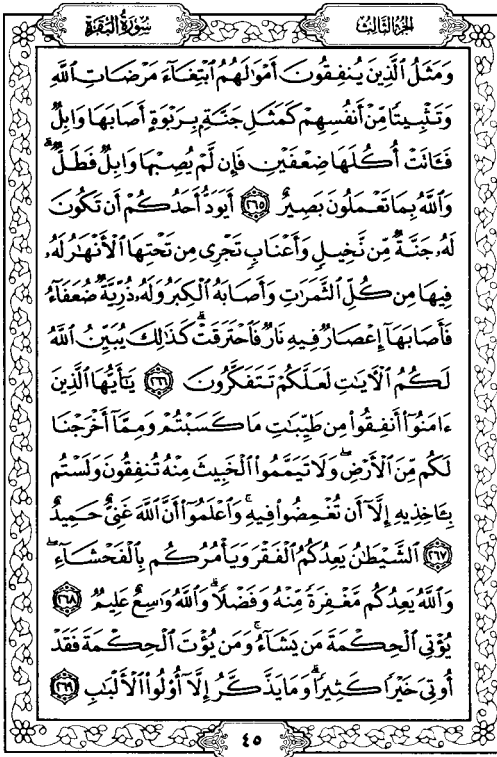 سُورَةُ البَقَرَةِ
الجزء الثالث
وَمَثَلُ ٱلَّذِينَ يُنفِقُونَ أَمْوَٰلَهُمُ ٱبْتِغَآءَ مَرْضَاتِ ٱللَّهِ
وَتَثْبِيتًا مِّنْ أَنفُسِهِمْ كَمَثَلِ جَنَّةٍۭ بِرَبْوَةٍ أَصَابَهَا وَابِلٌ
فَـَٔاتَتْ أُكُلَهَا ضِعْفَيْنِ فَإِن لَّمْ يُصِبْهَا وَابِلٌ فَطَلٌّ ۗ
وَٱللَّهُ بِمَا تَعْمَلُونَ بَصِيرٌ ٢٦٥ أَيَوَدُّ أَحَدُكُمْ أَن تَكُونَ
لَهُۥ جَنَّةٌ مِّن نَّخِيلٍ وَأَعْنَابٍ تَجْرِى مِن تَحْتِهَا ٱلْأَنْهَٰرُ لَهُۥ
فِيهَا مِن كُلِّ ٱلثَّمَرَٰتِ وَأَصَابَهُ ٱلْكِبَرُ وَلَهُۥ ذُرِّيَّةٌ ضُعَفَآءُ
فَأَصَابَهَآ إِعْصَارٌ فِيهِ نَارٌ فَٱحْتَرَقَتْ ۗ كَذَٰلِكَ يُبَيِّنُ ٱللَّهُ
لَكُمُ ٱلْـَٔايَٰتِ لَعَلَّكُمْ تَتَفَكَّرُونَ ٢٦٦ يَٰٓأَيُّهَا ٱلَّذِينَ
ءَامَنُوٓا۟ أَنفِقُوا۟ مِن طَيِّبَٰتِ مَا كَسَبْتُمْ وَمِمَّآ أَخْرَجْنَا
لَكُم مِّنَ ٱلْأَرْضِ ۖ وَلَا تَيَمَّمُوا۟ ٱلْخَبِيثَ مِنْهُ تُنفِقُونَ وَلَسْتُم
بِـَٔاخِذِيهِ إِلَّآ أَن تُغْمِضُوا۟ فِيهِ ۚ وَٱعْلَمُوٓا۟ أَنَّ ٱللَّهَ غَنِىٌّ حَمِيدٌ
٢٦٧ ٱلشَّيْطَٰنُ يَعِدُكُمُ ٱلْفَقْرَ وَيَأْمُرُكُم بِٱلْفَحْشَآءِ ۖ
وَٱللَّهُ يَعِدُكُم مَّغْفِرَةً مِّنْهُ وَفَضْلًا ۗ وَٱللَّهُ وَٰسِعٌ عَلِيمٌ ٢٦٨
يُؤْتِى ٱلْحِكْمَةَ مَن يَشَآءُ ۚ وَمَن يُؤْتَ ٱلْحِكْمَةَ فَقَدْ
أُوتِىَ خَيْرًا كَثِيرًا ۗ وَمَا يَذَّكَّرُ إِلَّآ أُو۟لُوا۟ ٱلْأَلْبَٰبِ ٢٦٩
٤٥